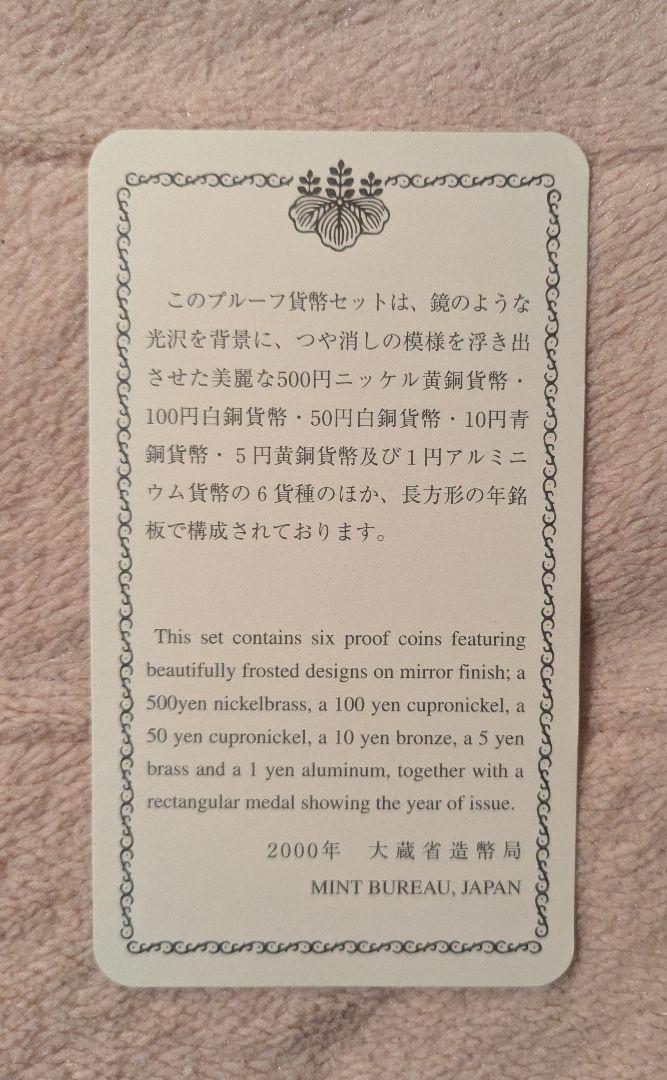 このプルーフ貨幣セットは、鏡のような
光沢を背景に、つや消しの模様を浮き出
させた美麗な500円ニッケル黄銅貨幣・
100円白銅貨幣・50円白銅貨幣・10円青
銅貨幣・5円黄銅貨幣及び1円アルミニ
ウム貨幣の6貨種のほか、長方形の年銘
板で構成されております。
This set contains six proof coins featuring
beautifully frosted designs on mirror finish; a
500yen nickelbrass, a 100 yen cupronickel, a
50 yen cupronickel, a 10 yen bronze, a 5 yen
brass and a 1 yen aluminum, together with a
rectangular medal showing the year of issue.
2000年 大蔵省造幣局
MINT BUREAU, JAPAN